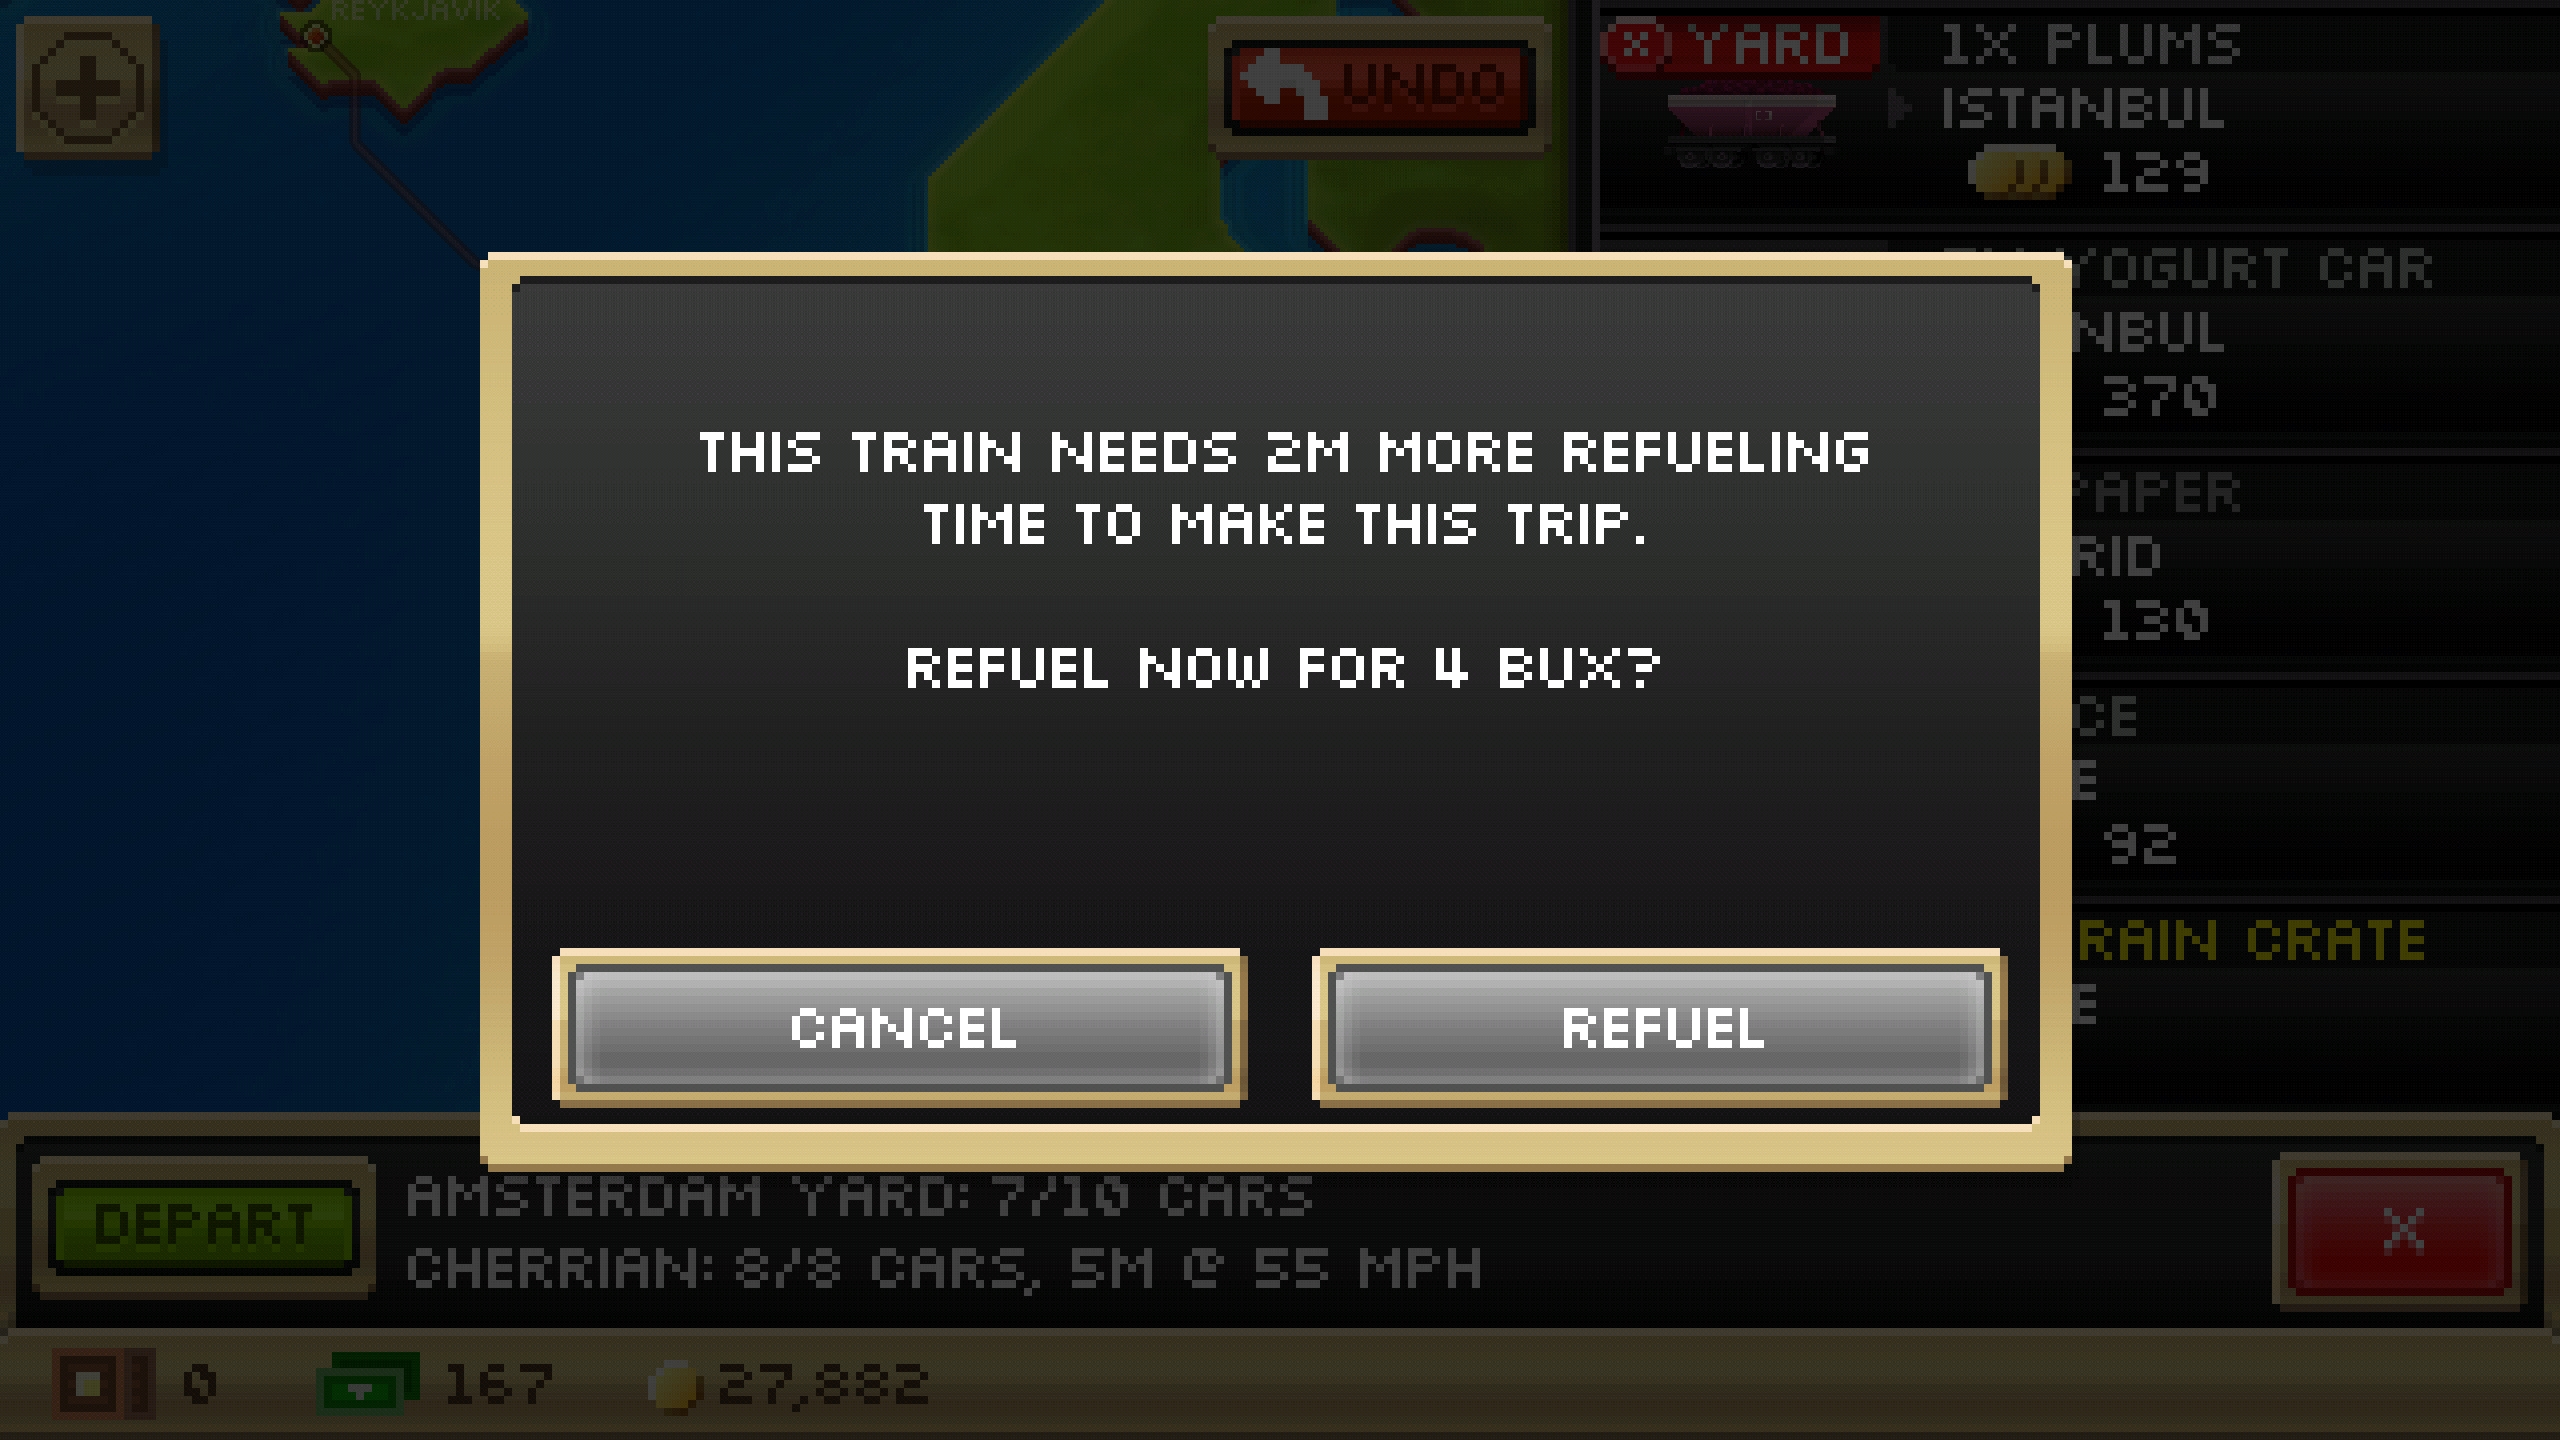 REYKJAVIK
UNDO
YARD
1X PLUMS
ISTANBUL
129
YOGURT CAR
NBUL
370
PAPER
RID
130
CE
E
92
RAIN CRATE
E
THIS TRAIN NEEDS 2M MORE REFUELING
TIME TO MAKE THIS TRIP.
REFUEL NOW FOR 4 BUX?
CANCEL
REFUEL
DEPART
AMSTERDAM YARD: 7/10 CARS
CHERRIAN: 8/8 CARS, 5M @ 55 MPH
X
0
167
27,882